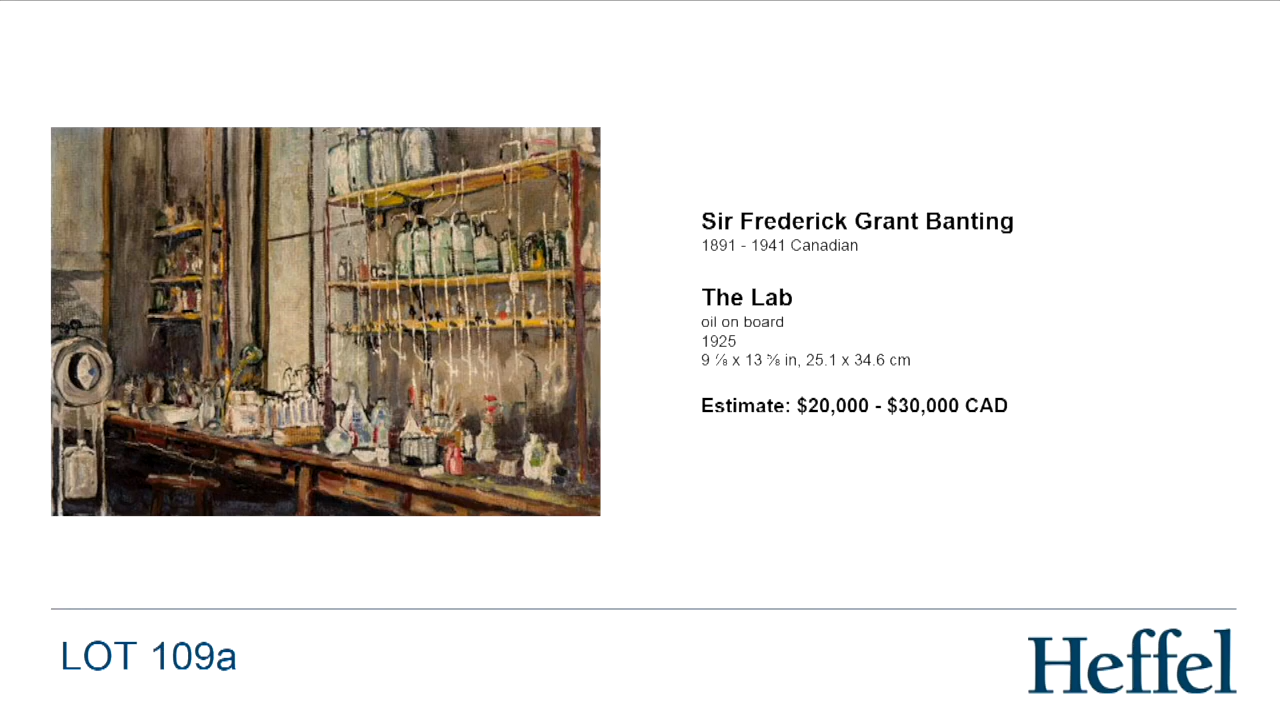 Sir Frederick Grant Banting
1891 - 1941 Canadian
The Lab
oil on board
1925
9 ⅞ x 13 ⅝ in, 25.1 x 34.6 cm
Estimate: $20,000 - $30,000 CAD
LOT 109a
Heffel